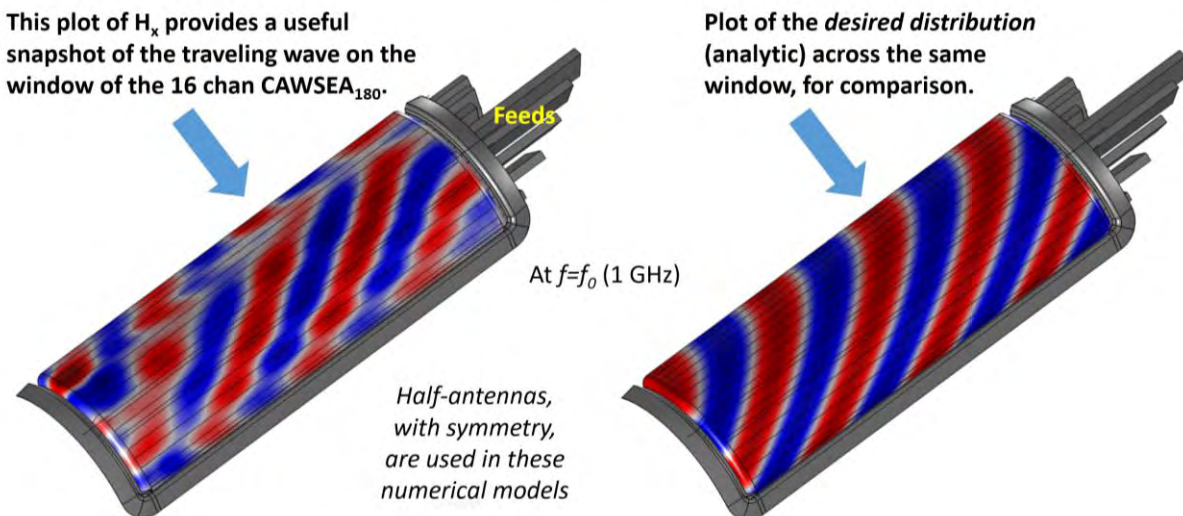 This plot of Hₓ provides a useful
snapshot of the traveling wave on the
window of the 16 chan CAWSEA₁₈₀.
Feeds
Plot of the desired distribution
(analytic) across the same
window, for comparison.
At f=f₀ (1 GHz)
Half-antennas,
with symmetry,
are used in these
numerical models